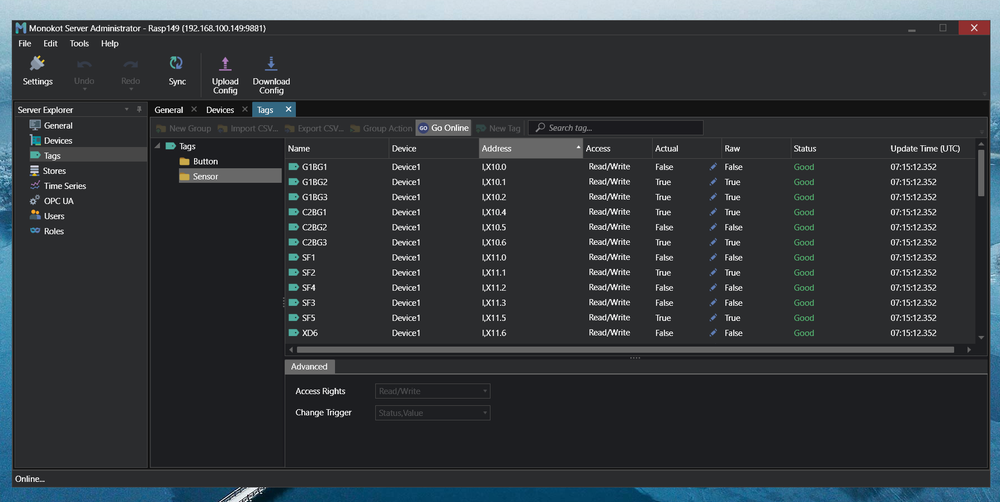 Monokot Server Administrator - Rasp149 (192.168.100.149:9881)
File Edit Tools Help
Settings Undo Redo Sync Upload Config Download Config
Server Explorer
General
Devices
Tags
Stores
Time Series
OPC UA
Users
Roles
General Devices Tags
New Group Import CSV... Export CSV... Group Action GO Go Online New Tag Search tag...
Tags
Button
Sensor
Name Device Address Access Actual Raw Status Update Time (UTC)
G1BG1 Device1 I,X10.0 Read/Write False False Good 07:15:12.352
G1BG2 Device1 I,X10.1 Read/Write True True Good 07:15:12.352
G1BG3 Device1 I,X10.2 Read/Write True True Good 07:15:12.352
C2BG1 Device1 I,X10.4 Read/Write True True Good 07:15:12.352
C2BG2 Device1 I,X10.5 Read/Write False False Good 07:15:12.352
C2BG3 Device1 I,X10.6 Read/Write True True Good 07:15:12.352
SF1 Device1 I,X11.0 Read/Write False False Good 07:15:12.352
SF2 Device1 I,X11.1 Read/Write True True Good 07:15:12.352
SF4 Device1 I,X11.2 Read/Write False False Good 07:15:12.352
SF3 Device1 I,X11.3 Read/Write False False Good 07:15:12.352
SF5 Device1 I,X11.5 Read/Write True True Good 07:15:12.352
XD6 Device1 I,X11.6 Read/Write False False Good 07:15:12.352
Advanced
Access Rights Read/Write
Change Trigger Status,Value
Online...